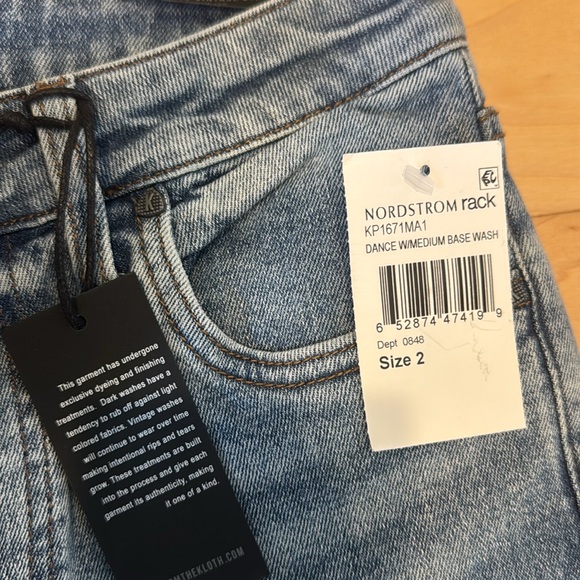 NORDSTROM rack
KP1671MA1
DANCE W/MEDIUM BASE WASH
6 52874 47419 9
Dept 0848
Size 2
This garment has undergone
exclusive dyeing and finishing
treatments. Dark washes have a
tendency to rub off against light
colored fabrics. Vintage washes
will continue to wear over time
making intentional rips and tears
grow. These treatments are built
into the process and give each
garment its authenticity, making
it one of a kind.
OMTHEKLOTH.COM
K